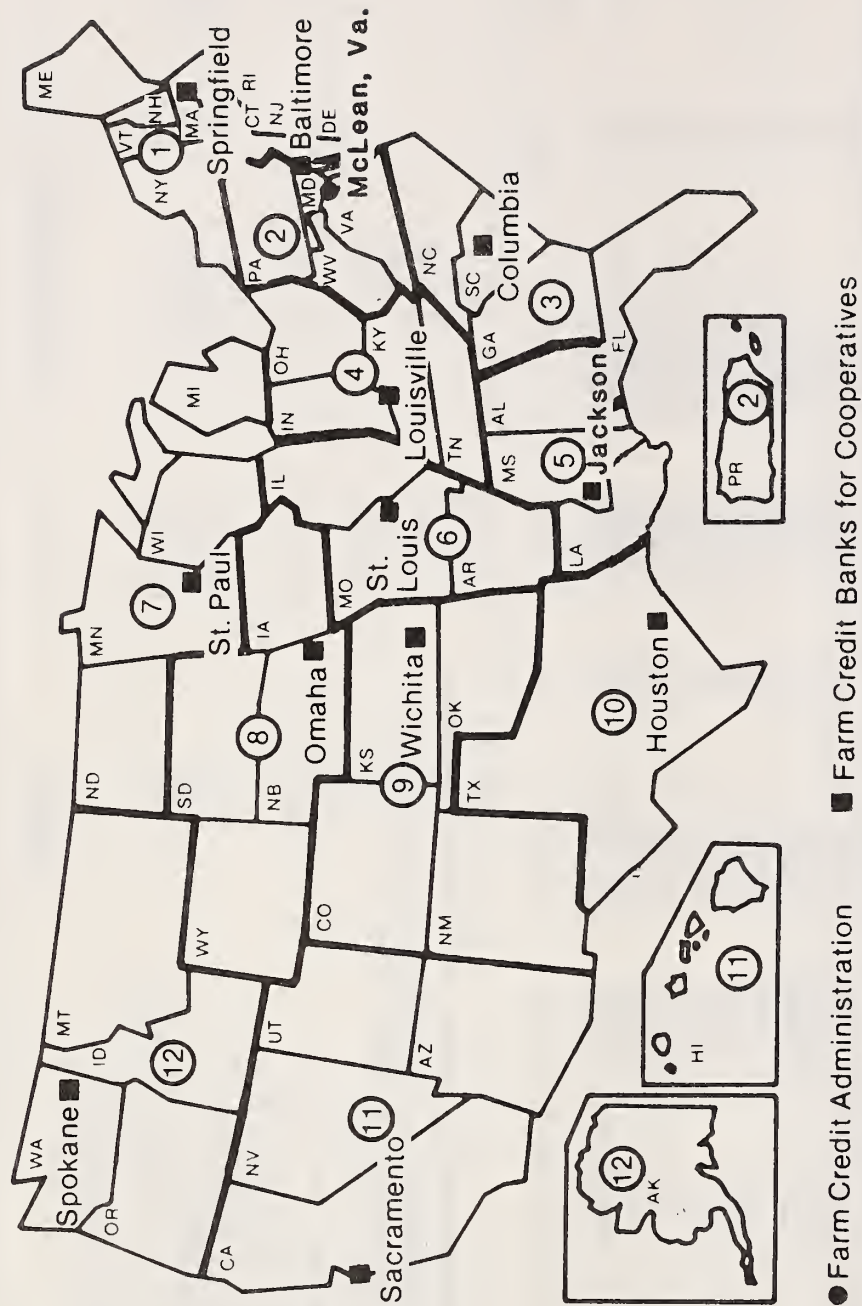 WA
Spokane
OR
ID
MT
12
ND
MN
7
WI
St. Paul
MI
ME
VT
NH
1
NY
MA
Springfield
CT
RI
NJ
SD
8
NB
Omaha
IA
WY
CA
NV
11
UT
Sacramento
CO
KS
9
Wichita
MO
St.
Louis
IL
IN
OH
4
KY
Louisville
PA
2
WV
MD
Baltimore
DE
McLean, Va.
VA
AZ
NM
OK
TX
10
Houston
6
AR
LA
TN
MS
5
Jackson
AL
GA
3
NC
SC
Columbia
FL
12
AK
HI
11
PR
2
Farm Credit Administration
Farm Credit Banks for Cooperatives